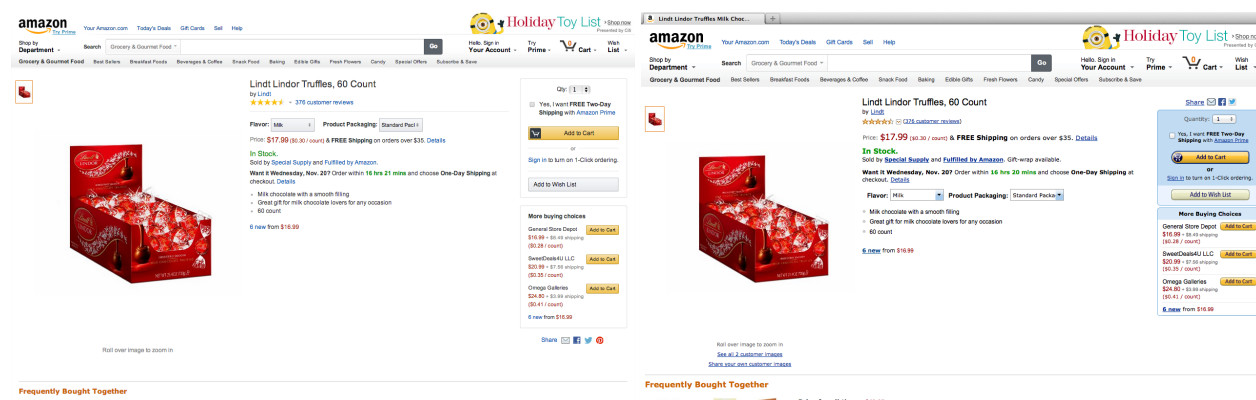 amazon
Try Prime
Your Amazon.com Today's Deals Gift Cards Sell Help
Holiday Toy List Shop now
Presented by Citi
Shop by
Department
Search Grocery & Gourmet Food Go
Hello. Sign in
Your Account
Try
Prime
0 Cart
Wish
List
Grocery & Gourmet Food Best Sellers Breakfast Foods Beverages & Coffee Snack Food Baking Edible Gifts Fresh Flowers Candy Special Offers Subscribe & Save
Lindt Lindor Truffles, 60 Count
by Lindt
376 customer reviews
Flavor: Milk Product Packaging: Standard Pack
Price: $17.99 ($0.30 / count) & FREE Shipping on orders over $35. Details
In Stock.
Sold by Special Supply and Fulfilled by Amazon.
Want it Wednesday, Nov. 20? Order within 16 hrs 21 mins and choose One-Day Shipping at
checkout. Details
Milk chocolate with a smooth filling
Great gift for milk chocolate lovers for any occasion
60 count
6 new from $16.99
Lindt
LINDOR
Roll over image to zoom in
Qty: 1
Yes, I want FREE Two-Day
Shipping with Amazon Prime
Add to Cart
or
Sign in to turn on 1-Click ordering.
Add to Wish List
More buying choices
General Store Depot Add to Cart
$16.99 + $8.49 shipping
($0.28 / count)
SweetDeals4U LLC Add to Cart
$20.99 + $7.56 shipping
($0.35 / count)
Omega Galleries Add to Cart
$24.80 + $3.99 shipping
($0.41 / count)
6 new from $16.99
Share
Frequently Bought Together
Lindt Lindor Truffles Milk Choc...
amazon
Try Prime
Your Amazon.com Today's Deals Gift Cards Sell Help
Holiday Toy List Shop now
Presented by
Shop by
Department
Search Grocery & Gourmet Food Go
Hello. Sign in
Your Account
Try
Prime
0 Cart
Wish
List
Grocery & Gourmet Food Best Sellers Breakfast Foods Beverages & Coffee Snack Food Baking Edible Gifts Fresh Flowers Candy Special Offers Subscribe & Save
Lindt Lindor Truffles, 60 Count
by Lindt
(376 customer reviews)
Price: $17.99 ($0.30 / count) & FREE Shipping on orders over $35. Details
In Stock.
Sold by Special Supply and Fulfilled by Amazon. Gift-wrap available.
Want it Wednesday, Nov. 20? Order within 16 hrs 20 mins and choose One-Day Shipping at
checkout. Details
Flavor: Milk Product Packaging: Standard Packa
Milk chocolate with a smooth filling
Great gift for milk chocolate lovers for any occasion
60 count
6 new from $16.99
Lindt
LINDOR
Roll over image to zoom in
See all 2 customer images
Share your own customer images
Share
Quantity: 1
Yes, I want FREE Two-Day
Shipping with Amazon Prime
Add to Cart
or
Sign in to turn on 1-Click ordering.
Add to Wish List
More Buying Choices
General Store Depot Add to Cart
$16.99 + $8.49 shipping
($0.28 / count)
SweetDeals4U LLC Add to Cart
$20.99 + $7.56 shipping
($0.35 / count)
Omega Galleries Add to Cart
$24.80 + $3.99 shipping
($0.41 / count)
6 new from $16.99
Frequently Bought Together